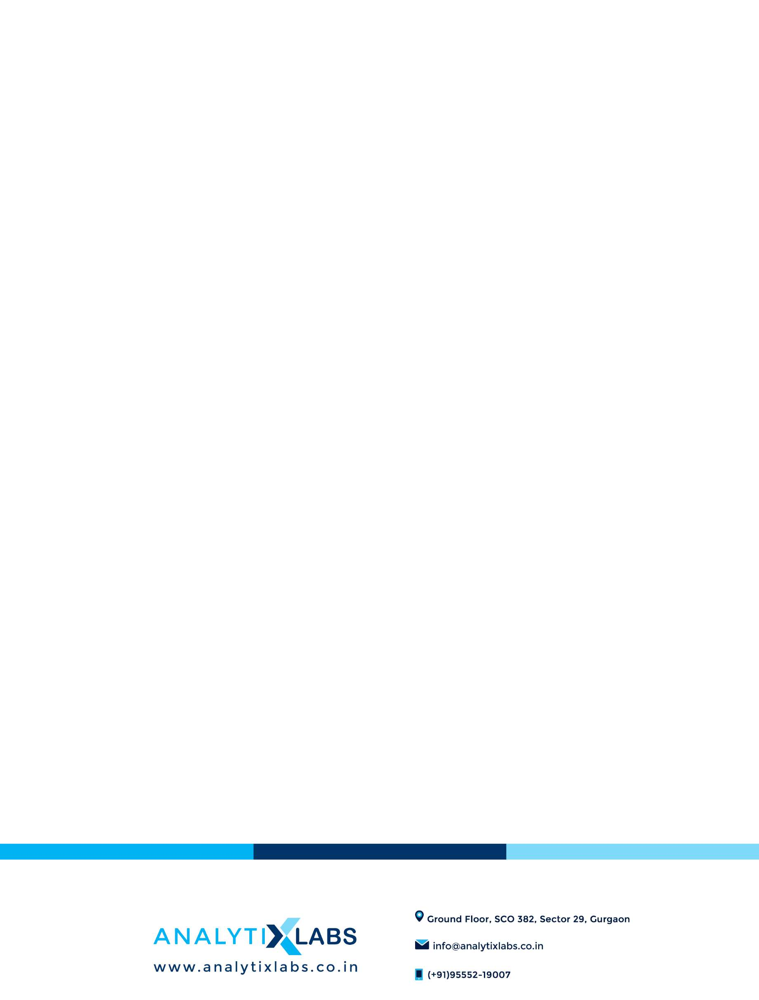 ANALYTIXLABS
www.analytixlabs.co.in
Ground Floor, SCO 382, Sector 29, Gurgaon
info@analytixlabs.co.in
(+91)95552-19007